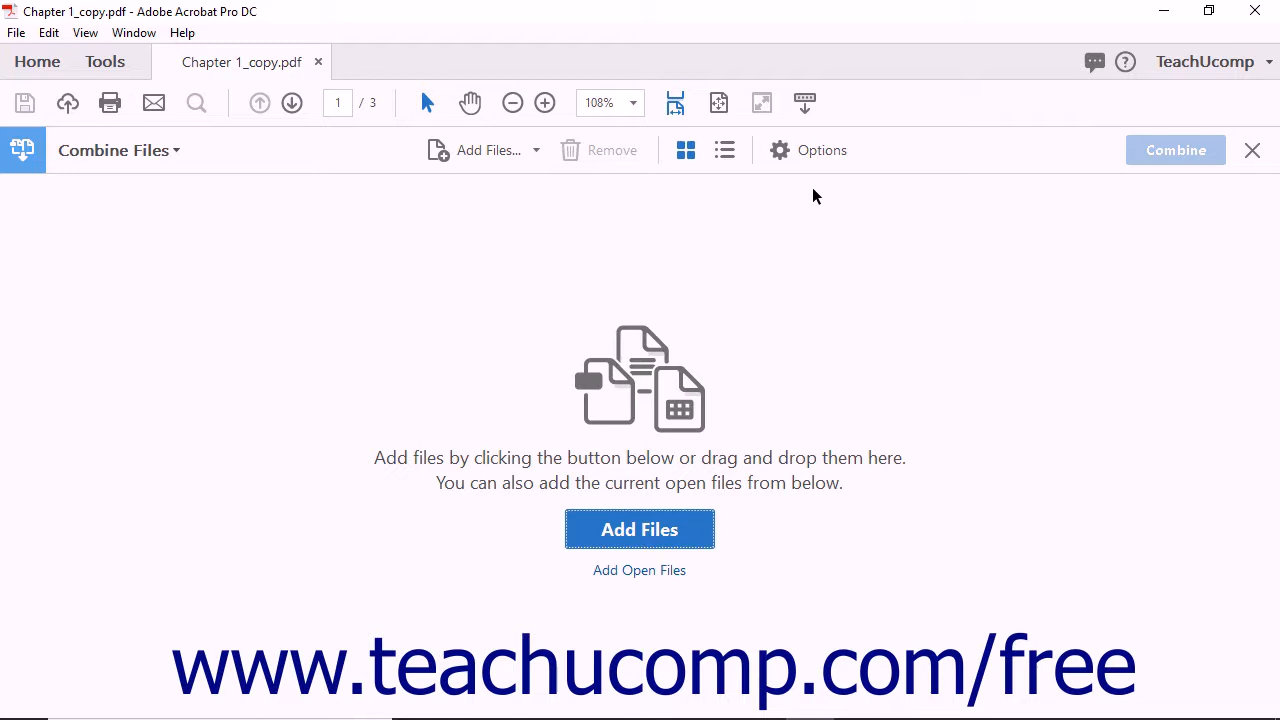 Chapter 1_copy.pdf - Adobe Acrobat Pro DC
File Edit View Window Help
Home Tools Chapter 1_copy.pdf × TeachUcomp
1 / 3 108%
Combine Files Add Files... Remove Options Combine
Add files by clicking the button below or drag and drop them here.
You can also add the current open files from below.
Add Files
Add Open Files
www.teachucomp.com/free